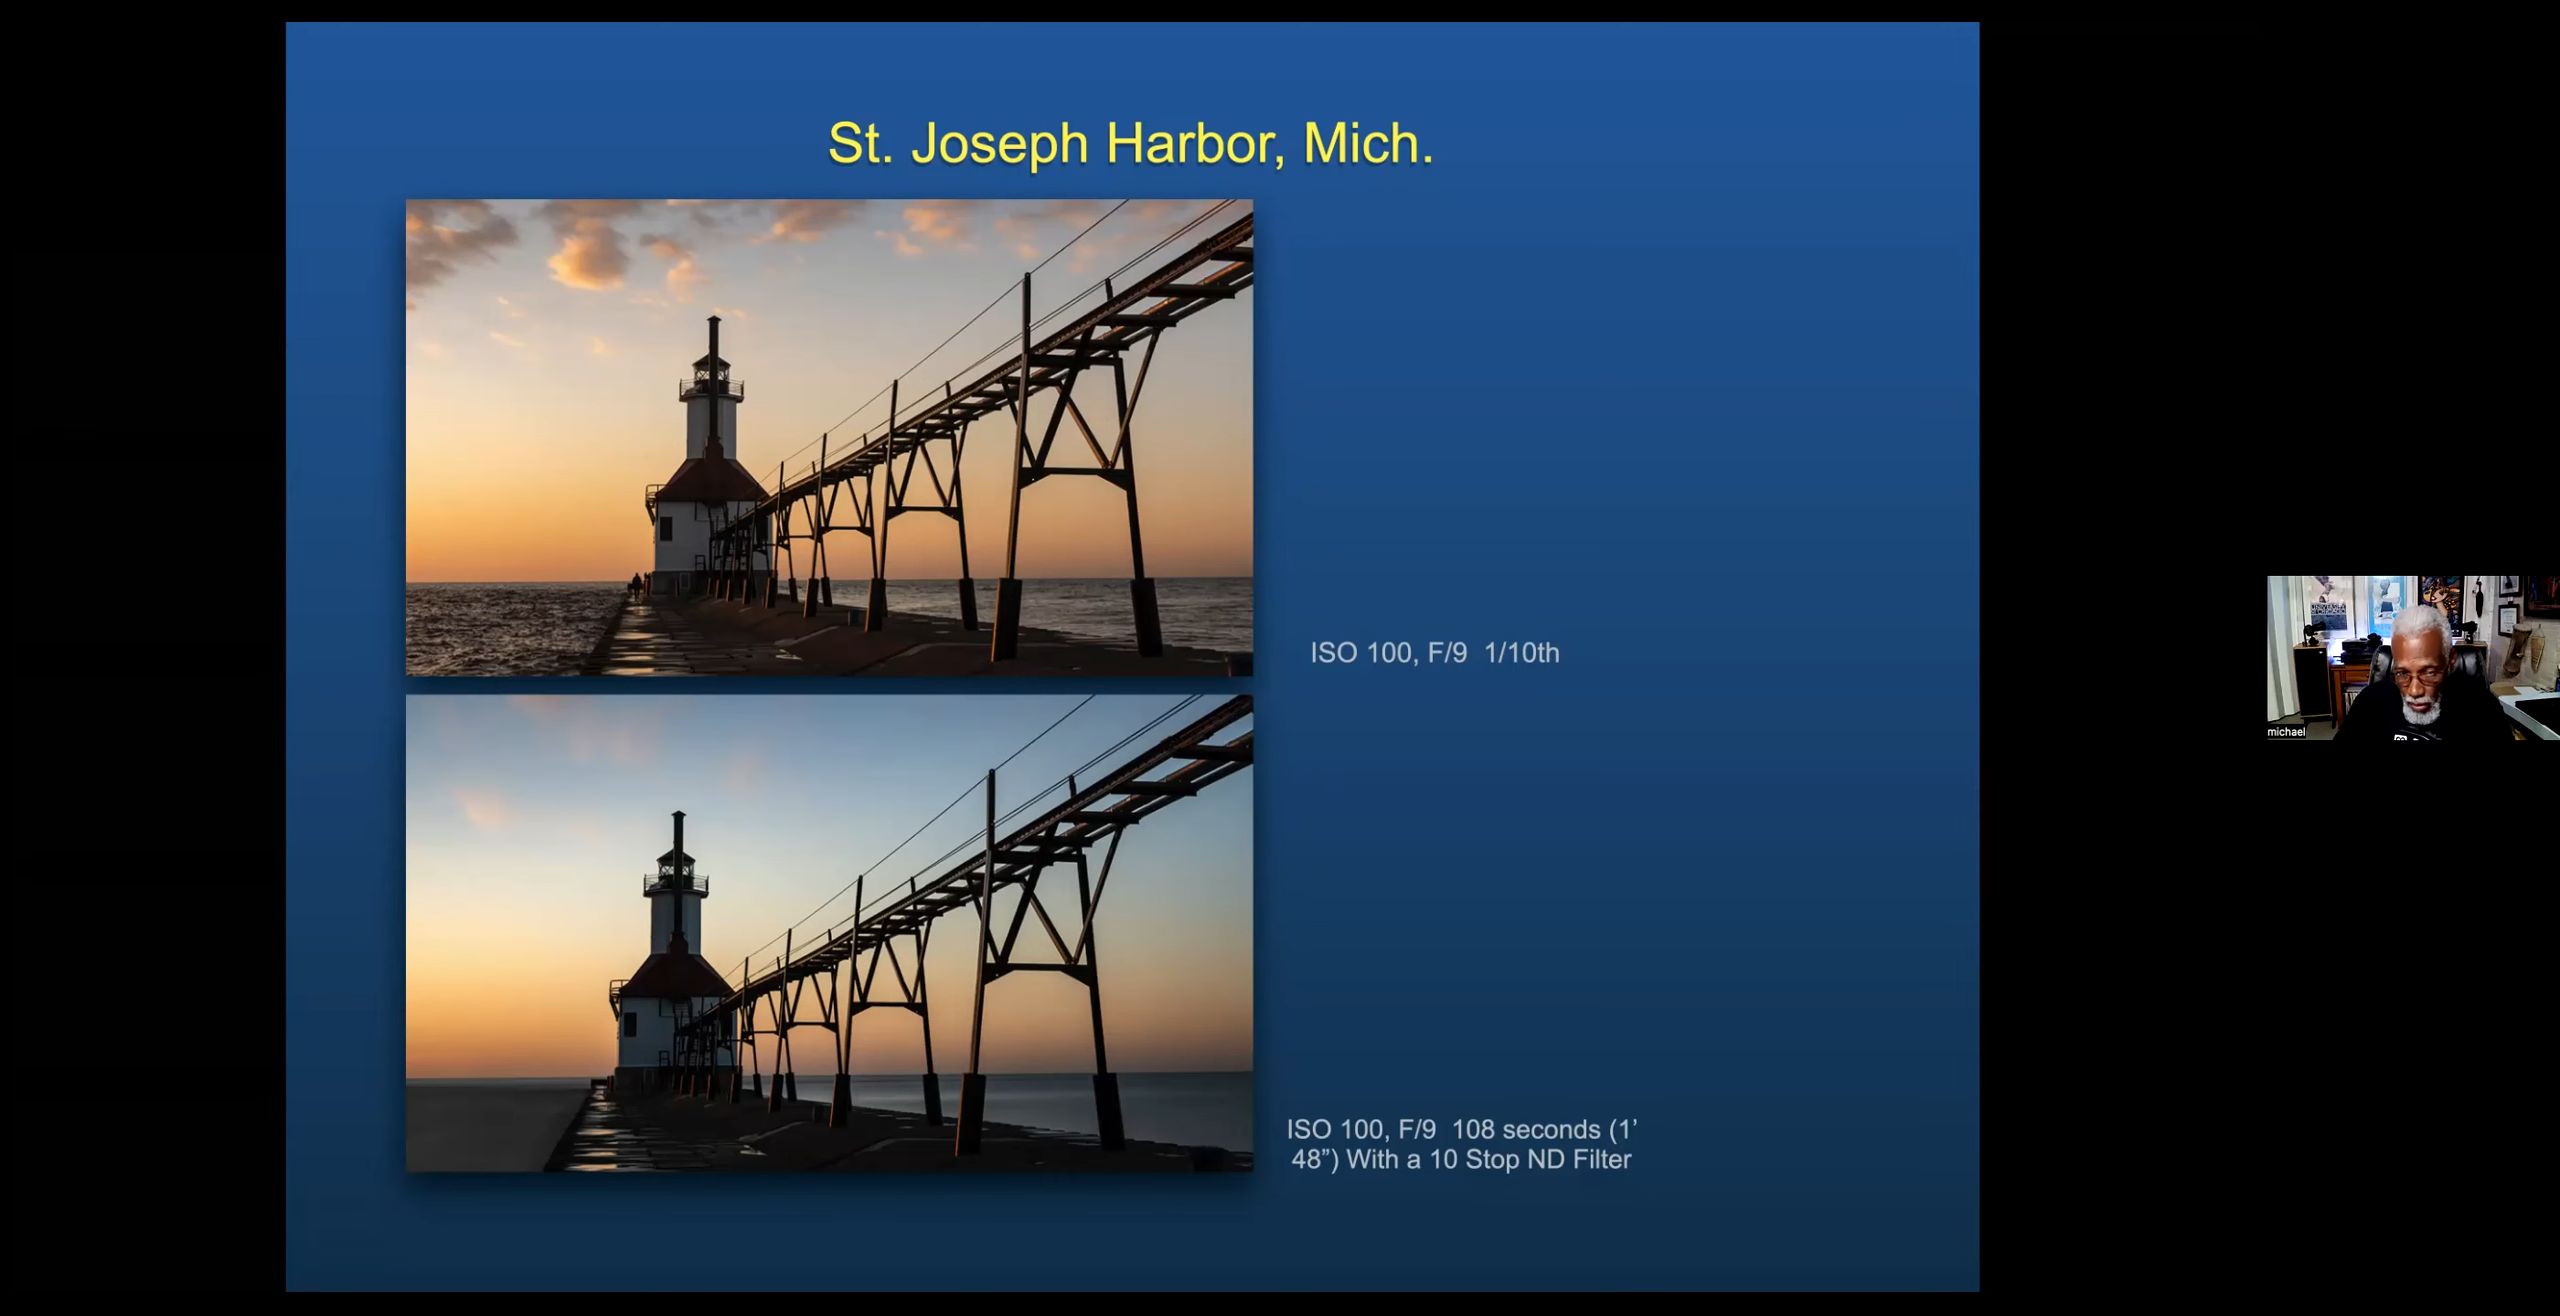 St. Joseph Harbor, Mich.
ISO 100, F/9  1/10th
ISO 100, F/9  108 seconds (1’
48”) With a 10 Stop ND Filter
michael